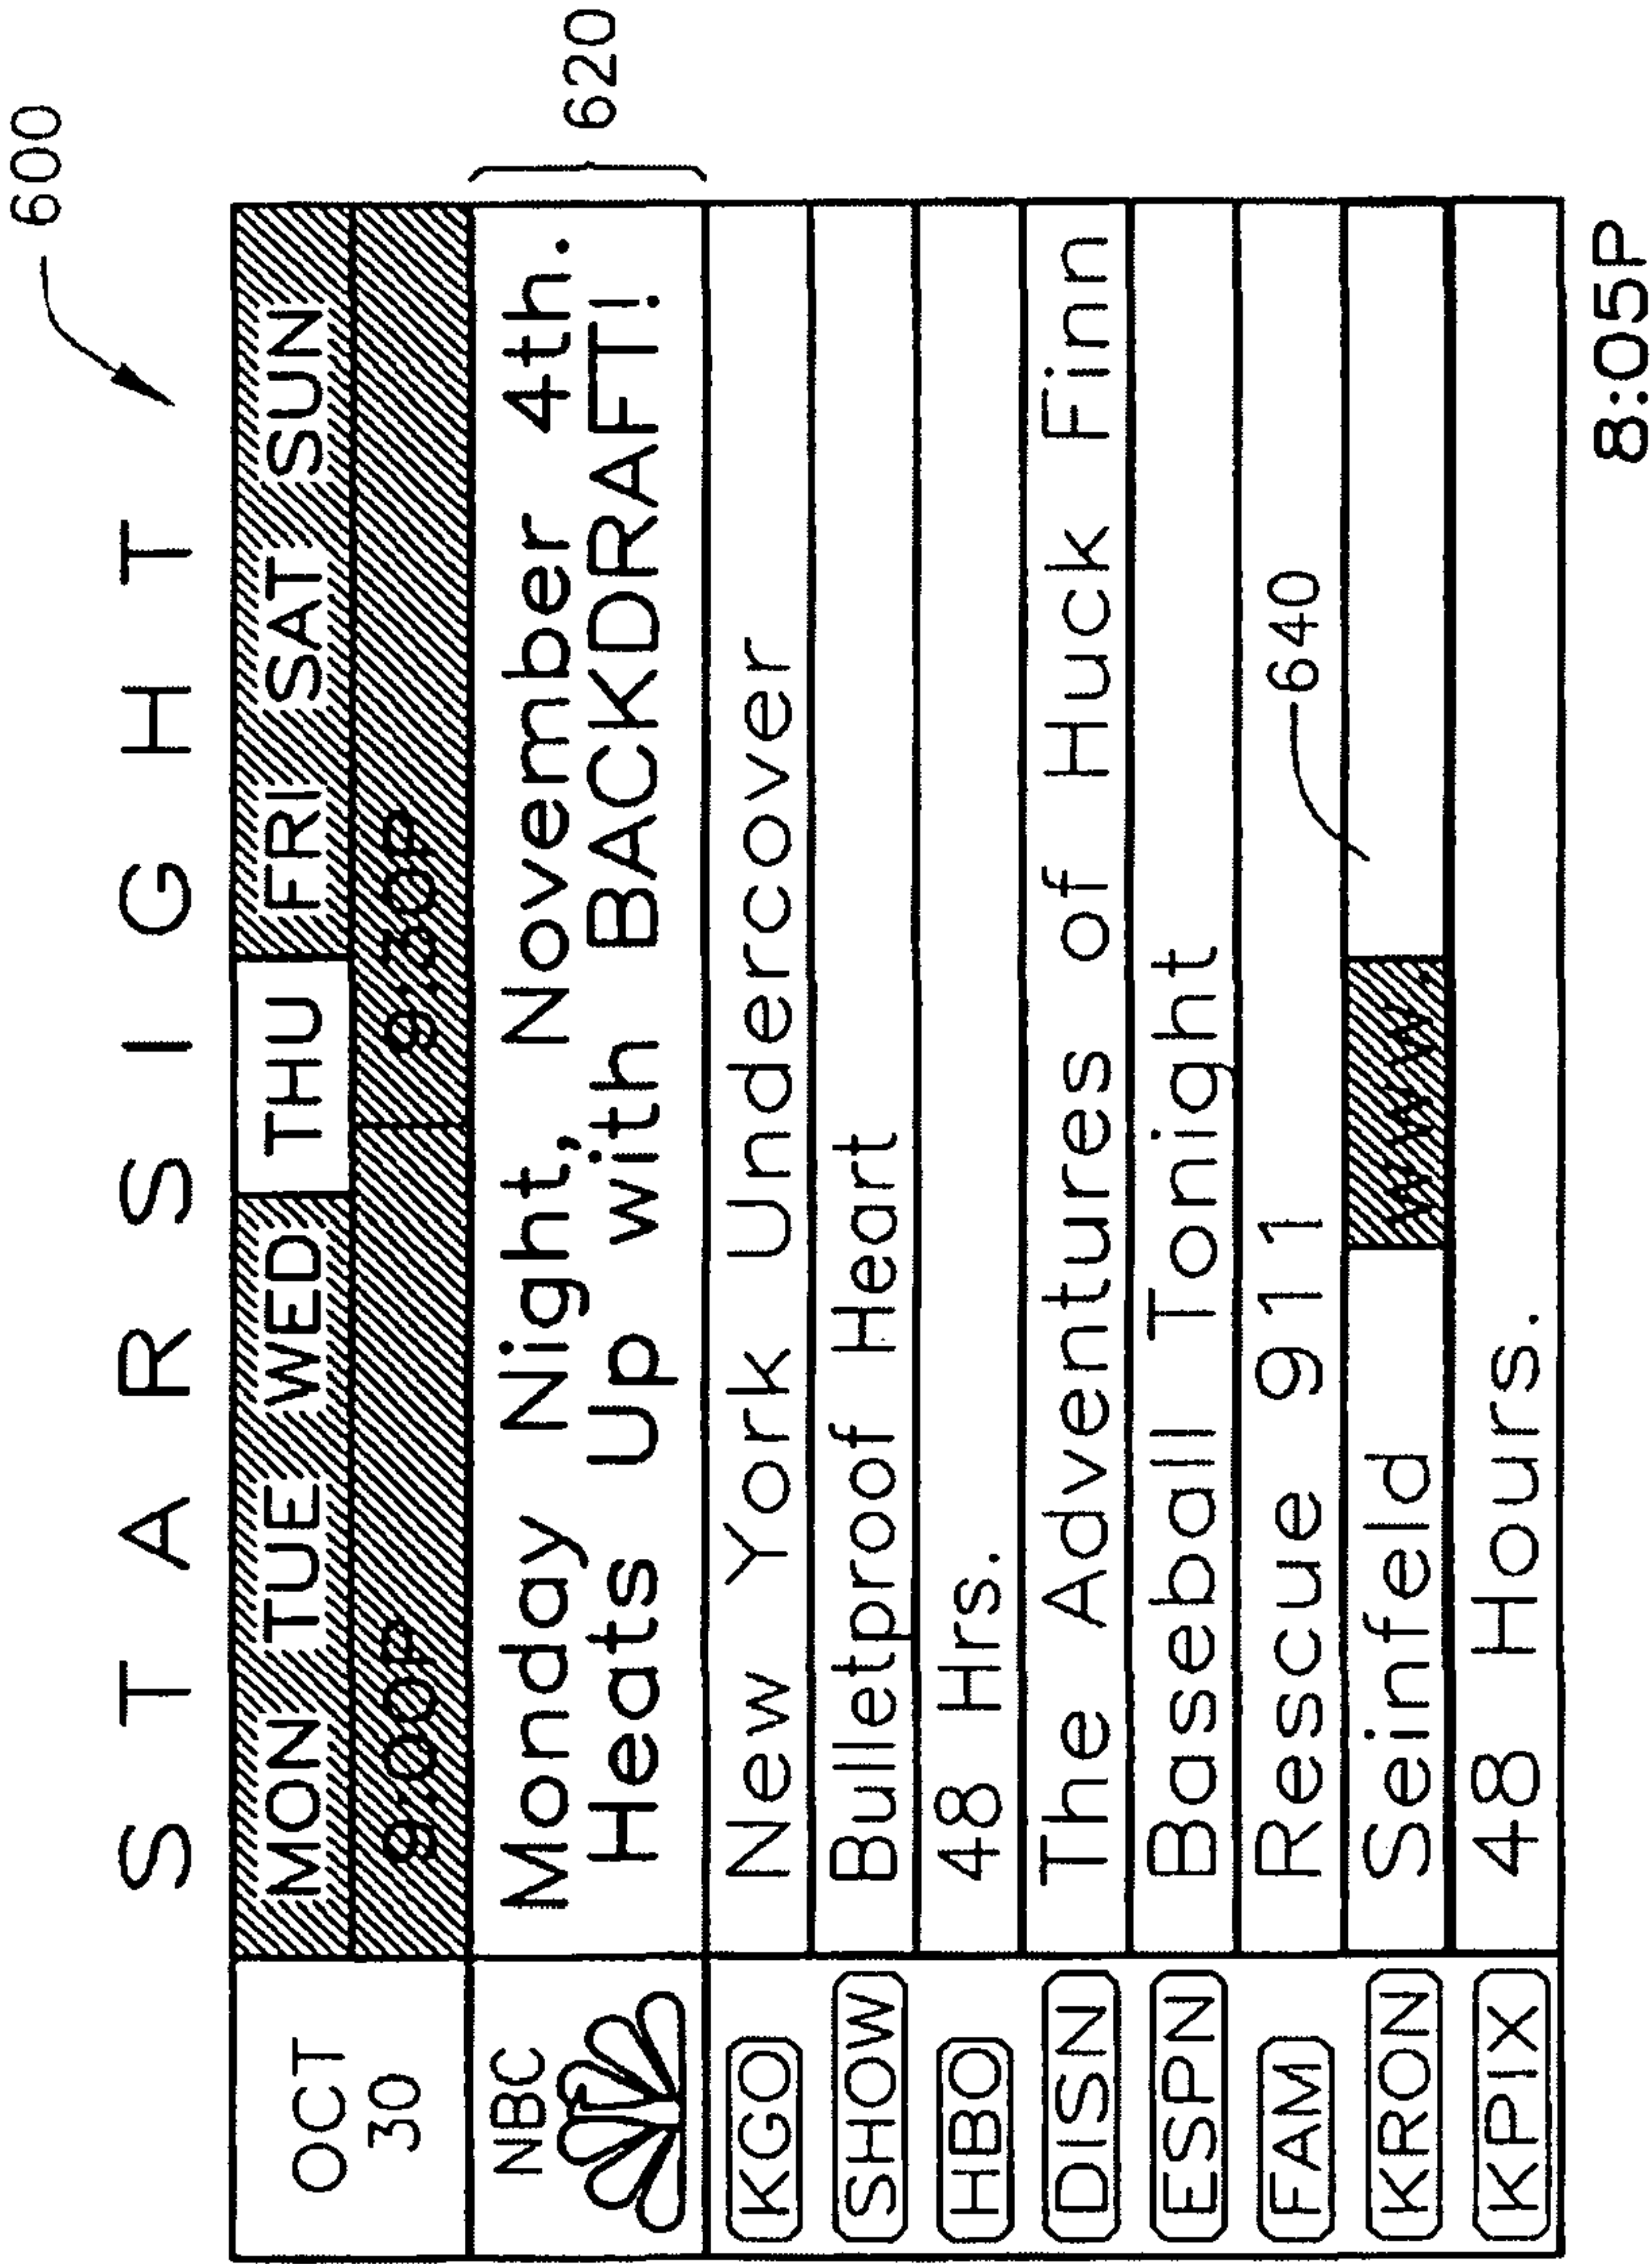 600
STARSIGHT
OCT 30 MON TUE WED THU FRI SAT SUN
9:00P 9:30P
NBC Monday Night, November 4th.
Heats Up with BACKDRAFT!
620
KGO New York Undercover
SHOW Bulletproof Heart
HBO 48 Hrs.
DISN The Adventures of Huck Finn
ESPN Baseball Tonight
FAM Rescue 911
640
KRON Seinfeld WWW.
KPIX 48 Hours.
8:05P